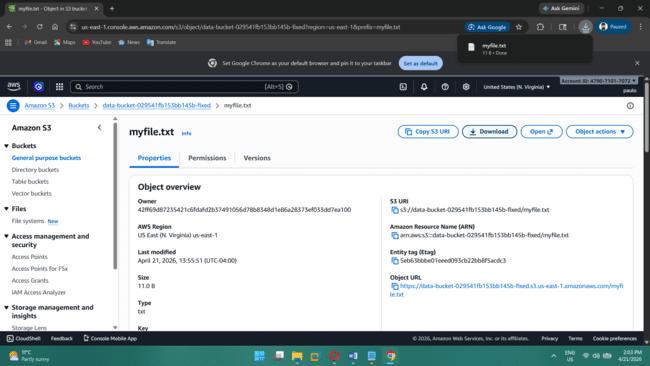 myfile.txt - Object in S3 bucket
Ask Gemini
us-east-1.console.aws.amazon.com/s3/object/data-bucket-029541fb153bb145b-fixed?region=us-east-1&prefix=myfile.txt
Ask Google
Paused
Gmail
Maps
YouTube
News
Translate
myfile.txt
11 B • Done
Set Google Chrome as your default browser and pin it to your taskbar
Set as default
aws
Search
[Alt+S]
United States (N. Virginia)
Account ID: 4790-7101-7072
paulo
Amazon S3
Buckets
data-bucket-029541fb153bb145b-fixed
myfile.txt
Amazon S3
Buckets
General purpose buckets
Directory buckets
Table buckets
Vector buckets
Files
File systems New
Access management and security
Access Points
Access Points for FSx
Access Grants
IAM Access Analyzer
Storage management and insights
Storage Lens
myfile.txt Info
Copy S3 URI
Download
Open
Object actions
Properties
Permissions
Versions
Object overview
Owner
42ff69d87235421c6fdafd2b37491056d78b8348d1e86a28373ef033dd7ea100
AWS Region
US East (N. Virginia) us-east-1
Last modified
April 21, 2026, 13:55:51 (UTC-04:00)
Size
11.0 B
Type
txt
Key
S3 URI
s3://data-bucket-029541fb153bb145b-fixed/myfile.txt
Amazon Resource Name (ARN)
arn:aws:s3:::data-bucket-029541fb153bb145b-fixed/myfile.txt
Entity tag (Etag)
5eb63bbbe01eeed093cb22bb8f5acdc3
Object URL
https://data-bucket-029541fb153bb145b-fixed.s3.us-east-1.amazonaws.com/myfi
le.txt
CloudShell
Feedback
Console Mobile App
© 2026, Amazon Web Services, Inc. or its affiliates.
Privacy
Terms
Cookie preferences
Partly sunny
ENG
US
2:03 PM
4/21/2026